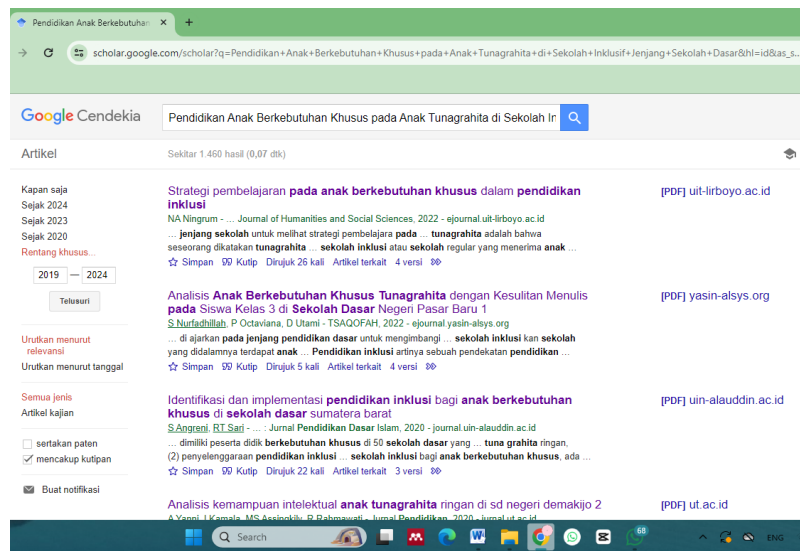 Pendidikan Anak Berkebutuhan
scholar.google.com/scholar?q=Pendidikan+Anak+Berkebutuhan+Khusus+pada+Anak+Tunagrahita+di+Sekolah+Inklusif+Jenjang+Sekolah+Dasar&hl=id&as_s...
Google Cendekia
Pendidikan Anak Berkebutuhan Khusus pada Anak Tunagrahita di Sekolah In
Artikel
Sekitar 1.460 hasil (0,07 dtk)
Kapan saja
Sejak 2024
Sejak 2023
Sejak 2020
Rentang khusus...
2019 — 2024
Telusuri
Urutkan menurut
relevansi
Urutkan menurut tanggal
Semua jenis
Artikel kajian
sertakan paten
mencakup kutipan
Buat notifikasi
Strategi pembelajaran pada anak berkebutuhan khusus dalam pendidikan
inklusi
NA Ningrum - ... Journal of Humanities and Social Sciences, 2022 - ejournal.uit-lirboyo.ac.id
... jenjang sekolah untuk melihat strategi pembelajara pada ... tunagrahita adalah bahwa
seseorang dikatakan tunagrahita ... sekolah inklusi atau sekolah regular yang menerima anak ...
Simpan Kutip Dirujuk 26 kali Artikel terkait 4 versi
[PDF] uit-lirboyo.ac.id
Analisis Anak Berkebutuhan Khusus Tunagrahita dengan Kesulitan Menulis
pada Siswa Kelas 3 di Sekolah Dasar Negeri Pasar Baru 1
S Nurfadhillah, P Octaviana, D Utami - TSAQOFAH, 2022 - ejournal.yasin-alsys.org
... di ajarkan pada jenjang pendidikan dasar untuk mengimbangi ... sekolah inklusi kan sekolah
yang didalamnya terdapat anak ... Pendidikan inklusi artinya sebuah pendekatan pendidikan ...
Simpan Kutip Dirujuk 5 kali Artikel terkait 4 versi
[PDF] yasin-alsys.org
Identifikasi dan implementasi pendidikan inklusi bagi anak berkebutuhan
khusus di sekolah dasar sumatera barat
S Angreni, RT Sari - ... : Jurnal Pendidikan Dasar Islam, 2020 - journal.uin-alauddin.ac.id
... dimiliki peserta didik berkebutuhan khusus di 50 sekolah dasar yang ... tuna grahita ringan,
(2) penyelenggaraan pendidikan inklusi ... sekolah inklusi bagi anak berkebutuhan khusus, ada ...
Simpan Kutip Dirujuk 22 kali Artikel terkait 3 versi
[PDF] uin-alauddin.ac.id
Analisis kemampuan intelektual anak tunagrahita ringan di sd negeri demakijo 2
A Yanni, I Kamala, MS Assingkily, R Rahmawati - Jurnal Pendidikan, 2020 - jurnal.ut.ac.id
[PDF] ut.ac.id
Search
68
ENG